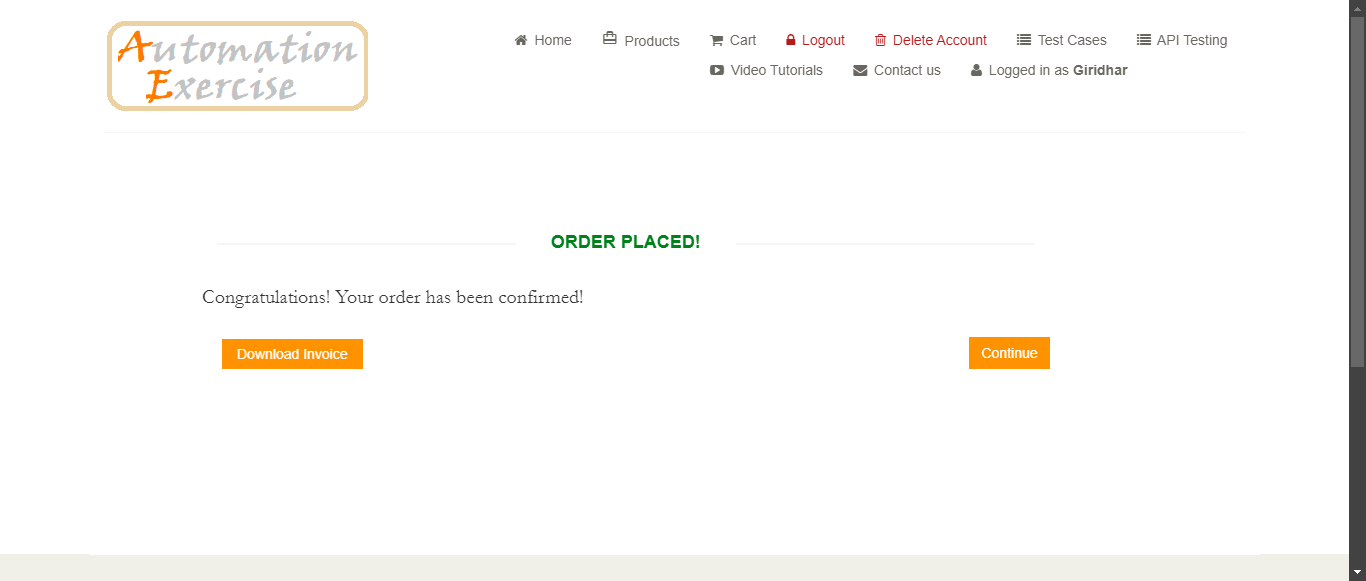 Automation
Exercise
Home Products Cart Logout Delete Account Test Cases API Testing
Video Tutorials Contact us Logged in as Giridhar
ORDER PLACED!
Congratulations! Your order has been confirmed!
Download Invoice Continue